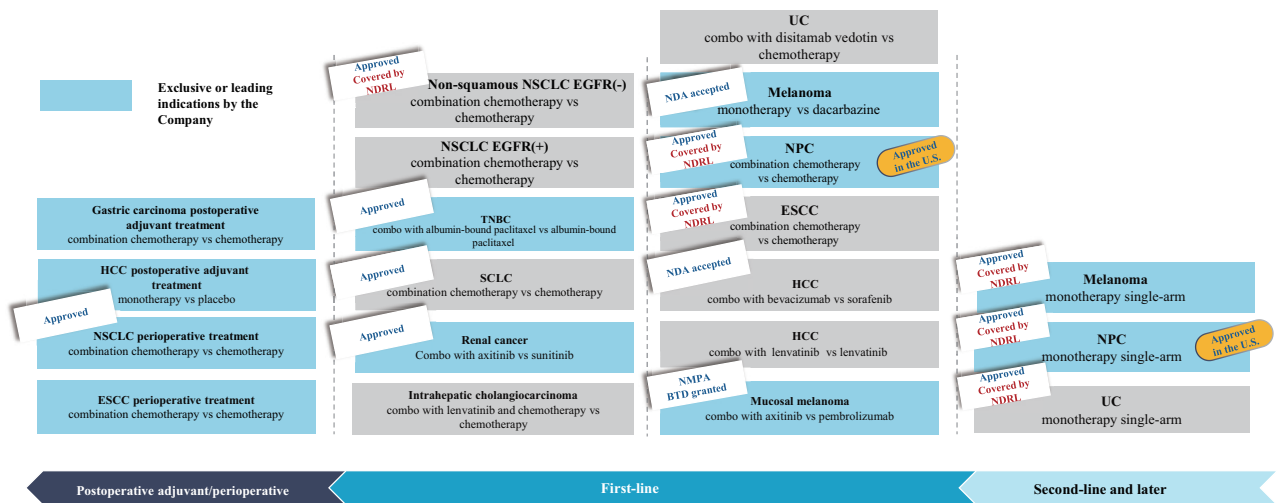 Exclusive or leading
indications by the
Company
Gastric carcinoma postoperative
adjuvant treatment
combination chemotherapy vs chemotherapy
HCC postoperative adjuvant
treatment
monotherapy vs placebo
Approved
NSCLC perioperative treatment
combination chemotherapy vs chemotherapy
ESCC perioperative treatment
combination chemotherapy vs chemotherapy
Approved
Covered by
NDRL
Non-squamous NSCLC EGFR(-)
combination chemotherapy vs
chemotherapy
NSCLC EGFR(+)
combination chemotherapy vs
chemotherapy
Approved
TNBC
combo with albumin-bound paclitaxel vs albumin-bound
paclitaxel
Approved
SCLC
combination chemotherapy vs chemotherapy
Approved
Renal cancer
Combo with axitinib vs sunitinib
Intrahepatic cholangiocarcinoma
combo with lenvatinib and chemotherapy vs
chemotherapy
UC
combo with disitamab vedotin vs
chemotherapy
NDA accepted
Melanoma
monotherapy vs dacarbazine
Approved
Covered by
NDRL
NPC
combination chemotherapy
vs chemotherapy
Approved
in the U.S.
Approved
Covered by
NDRL
ESCC
combination chemotherapy
vs chemotherapy
NDA accepted
HCC
combo with bevacizumab vs sorafenib
HCC
combo with lenvatinib vs lenvatinib
NMPA
BTD granted
Mucosal melanoma
combo with axitinib vs pembrolizumab
Approved
Covered by
NDRL
Melanoma
monotherapy single-arm
Approved
Covered by
NDRL
NPC
monotherapy single-arm
Approved
in the U.S.
Approved
Covered by
NDRL
UC
monotherapy single-arm
Postoperative adjuvant/perioperative
First-line
Second-line and later